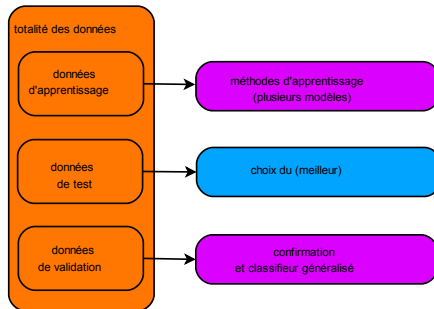 totalité des données
données
d'apprentissage
méthodes d'apprentissage
(plusieurs modèles)
données
de test
choix du (meilleur)
données
de validation
confirmation
et classifieur généralisé